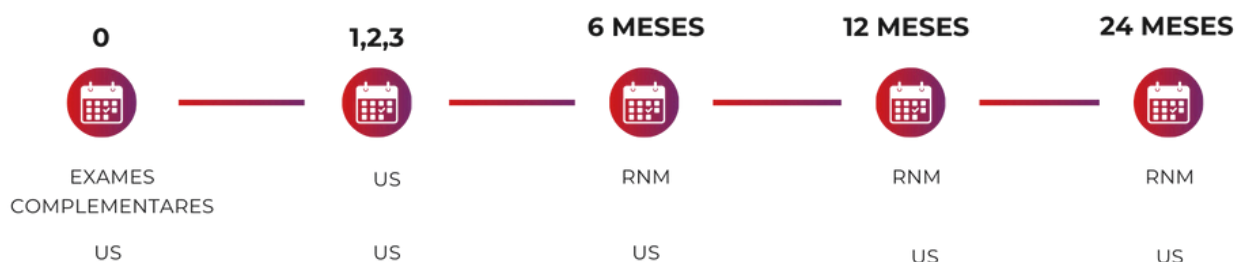 0
1,2,3
6 MESES
12 MESES
24 MESES
EXAMES
COMPLEMENTARES
US
RNM
RNM
RNM
US
US
US
US
US